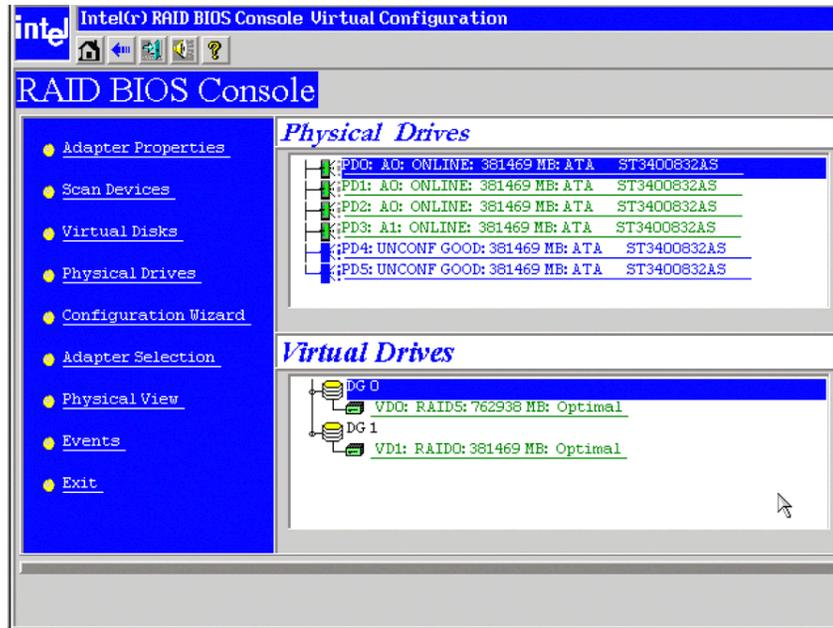 intel
Intel(r) RAID BIOS Console Virtual Configuration
RAID BIOS Console
Adapter Properties
Scan Devices
Virtual Disks
Physical Drives
Configuration Wizard
Adapter Selection
Physical View
Events
Exit
Physical Drives
PD0: A0: ONLINE: 381469 MB: ATA ST3400832AS
PD1: A0: ONLINE: 381469 MB: ATA ST3400832AS
PD2: A0: ONLINE: 381469 MB: ATA ST3400832AS
PD3: A1: ONLINE: 381469 MB: ATA ST3400832AS
PD4: UNCONF GOOD: 381469 MB: ATA ST3400832AS
PD5: UNCONF GOOD: 381469 MB: ATA ST3400832AS
Virtual Drives
DG 0
VD0: RAID5: 762938 MB: Optimal
DG 1
VD1: RAID0: 381469 MB: Optimal